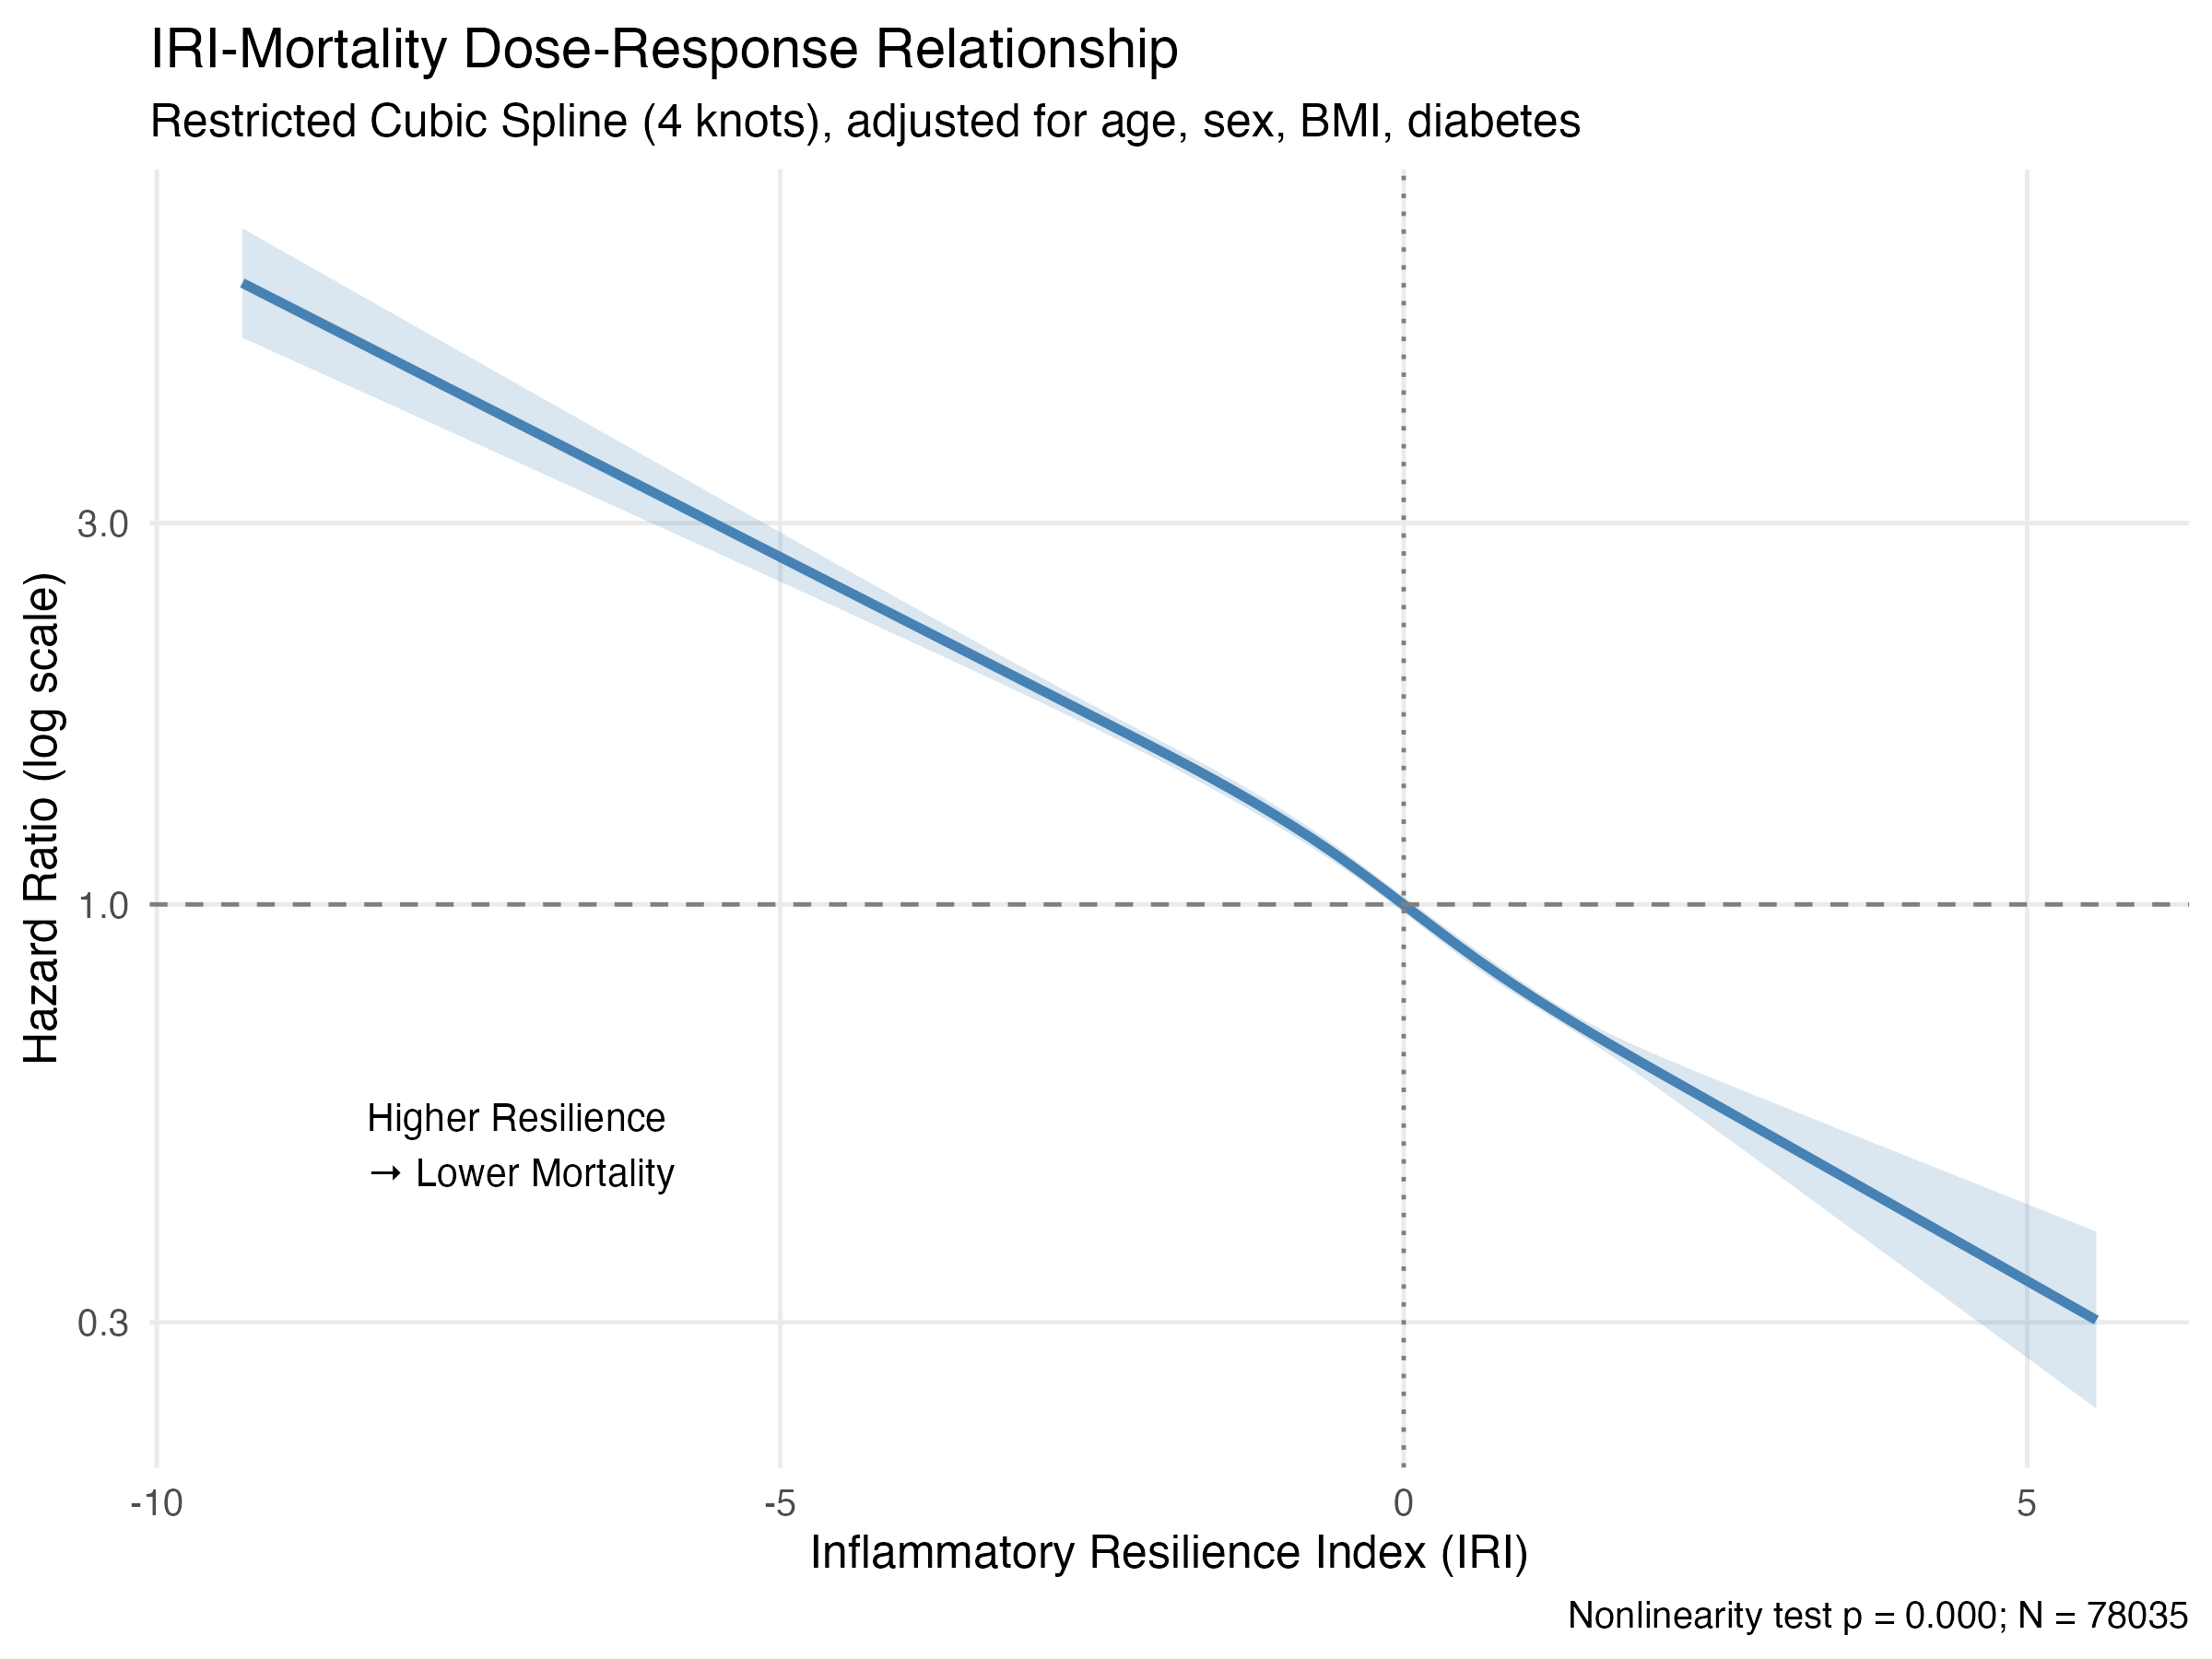 IRI-Mortality Dose-Response Relationship
Restricted Cubic Spline (4 knots), adjusted for age, sex, BMI, diabetes
Hazard Ratio (log scale)
3.0
1.0
0.3
Higher Resilience
→ Lower Mortality
-10
-5
0
5
Inflammatory Resilience Index (IRI)
Nonlinearity test p = 0.000; N = 78035